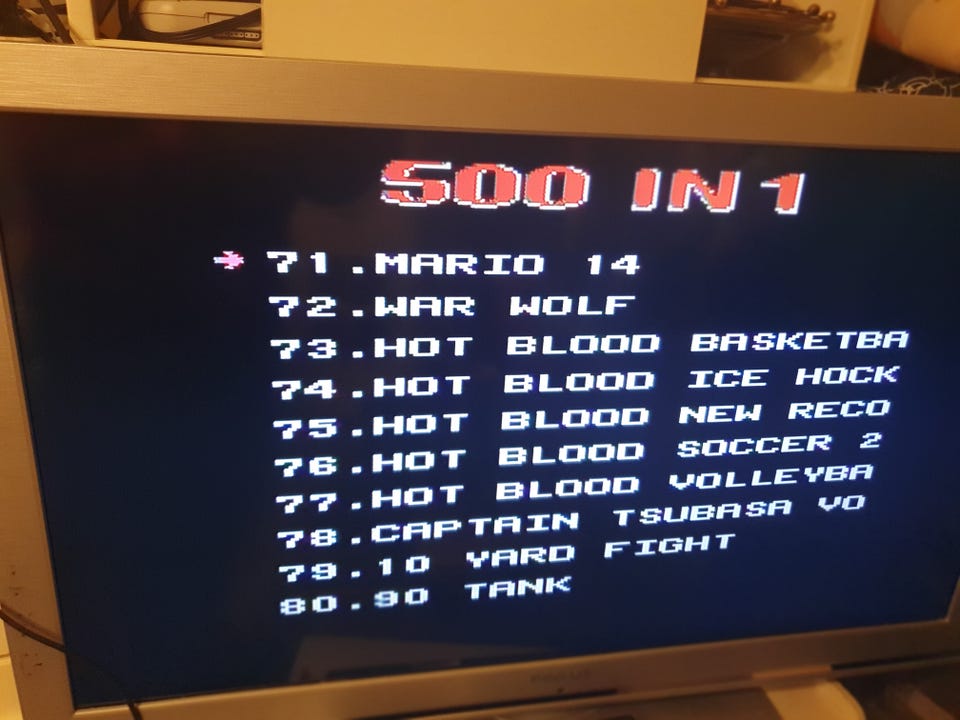 500 IN 1
71.MARIO 14
72.WAR WOLF
73.HOT BLOOD BASKETBA
74.HOT BLOOD ICE HOCK
75.HOT BLOOD NEW RECO
76.HOT BLOOD SOCCER 2
77.HOT BLOOD VOLLEYBA
78.CAPTAIN TSUBASA VO
79.10 YARD FIGHT
80.90 TANK